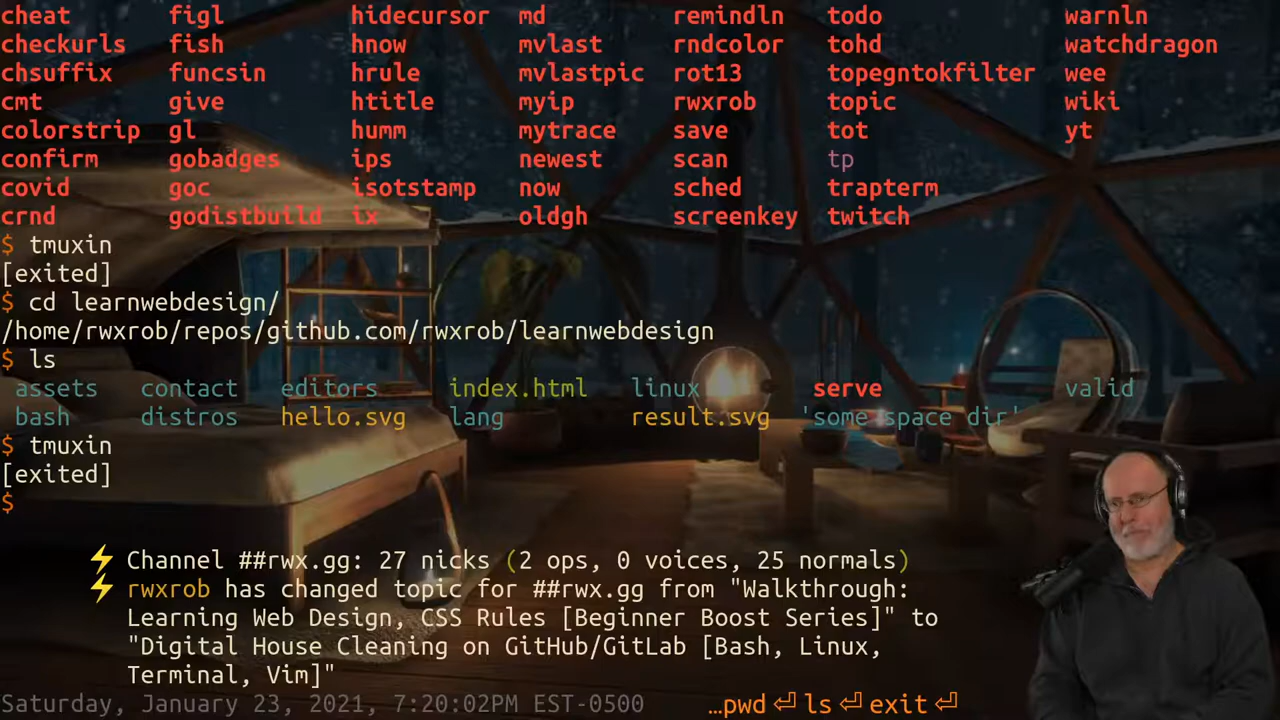 cheat figl hidecursor md remindln todo warnln
checkurls fish hnow mvlast rndcolor tohd watchdragon
chsuffix funcsin hrule mvlastpic rot13 topegntokfilter wee
cmt give htitle myip rwxrob topic wiki
colorstrip gl humm mytrace save tot yt
confirm gobadges ips newest scan tp
covid goc isotstamp now sched trapterm
crnd godistbuild ix oldgh screenkey twitch
$ tmuxin
[exited]
$ cd learnwebdesign/
/home/rwxrob/repos/github.com/rwxrob/learnwebdesign
$ ls
assets contact editors index.html linux serve valid
bash distros hello.svg lang result.svg 'some space dir'
$ tmuxin
[exited]
$
⚡ Channel ##rwx.gg: 27 nicks (2 ops, 0 voices, 25 normals)
⚡ rwxrob has changed topic for ##rwx.gg from "Walkthrough:
Learning Web Design, CSS Rules [Beginner Boost Series]" to
"Digital House Cleaning on GitHub/GitLab [Bash, Linux,
Terminal, Vim]"
Saturday, January 23, 2021, 7:20:02PM EST-0500 …pwd⏎ls⏎exit⏎